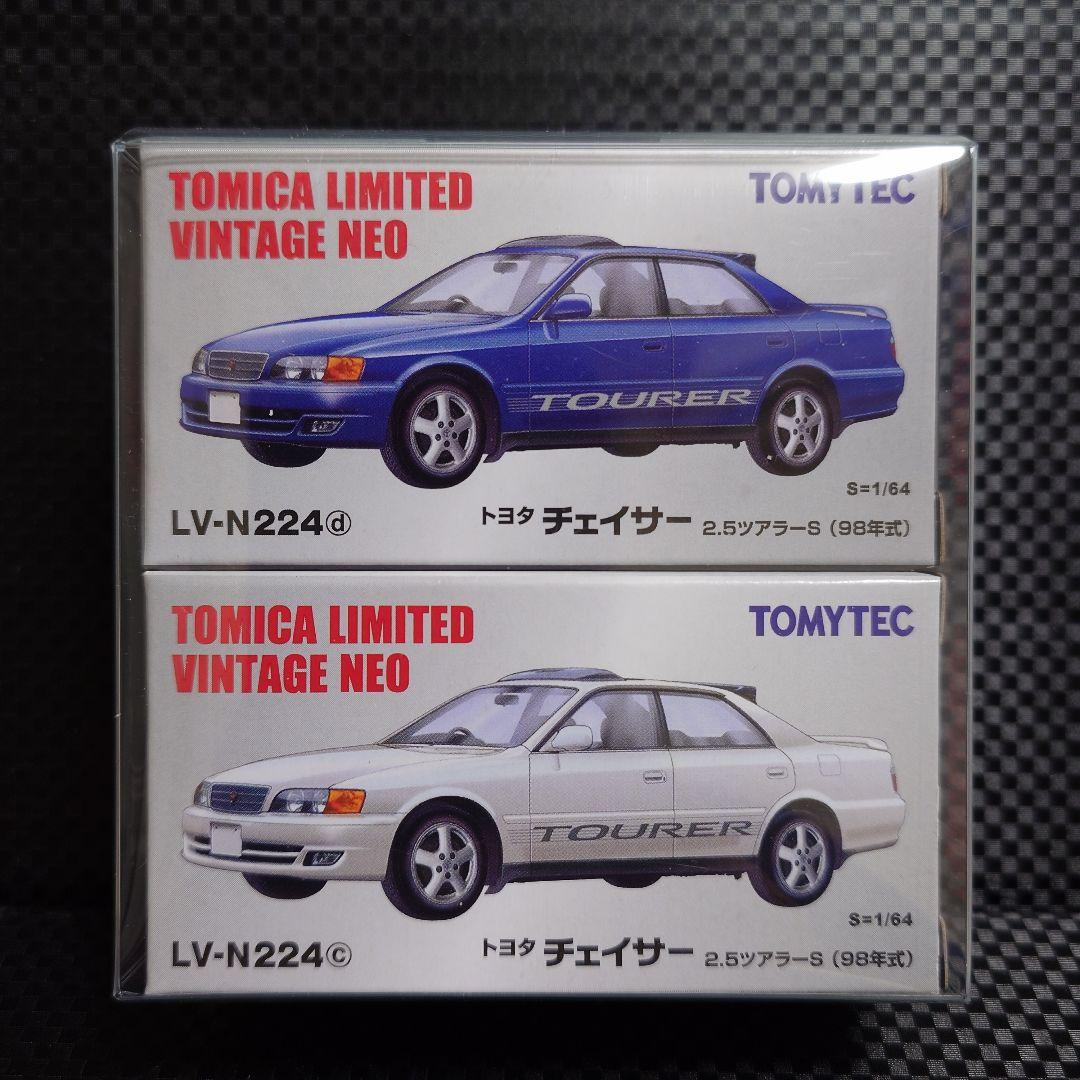 TOMICA LIMITED
VINTAGE NEO
TOMYTEC
TOURER
S=1/64
LV-N224ⓓ
トヨタ チェイサー 2.5ツアラーS (98年式)
TOMICA LIMITED
VINTAGE NEO
TOMYTEC
TOURER
S=1/64
LV-N224ⓒ
トヨタ チェイサー 2.5ツアラーS (98年式)